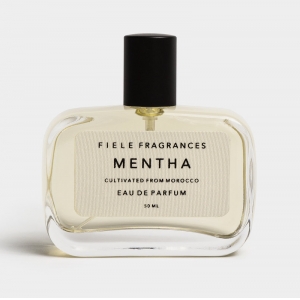 FIELE FRAGRANCES
MENTHA
CULTIVATED FROM MOROCCO
EAU DE PARFUM
50 ML